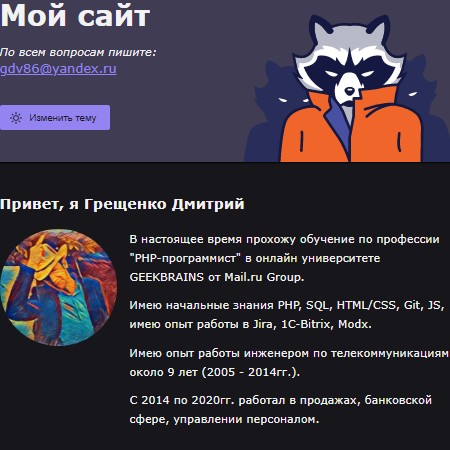 Мой сайт
По всем вопросам пишите:
gdv86@yandex.ru
Изменить тему
Привет, я Грещенко Дмитрий
В настоящее время прохожу обучение по профессии
"PHP-программист" в онлайн университете
GEEKBRAINS от Mail.ru Group.
Имею начальные знания PHP, SQL, HTML/CSS, Git, JS,
имею опыт работы в Jira, 1C-Bitrix, Modx.
Имею опыт работы инженером по телекоммуникациям
около 9 лет (2005 - 2014гг.).
С 2014 по 2020гг. работал в продажах, банковской
сфере, управлении персоналом.